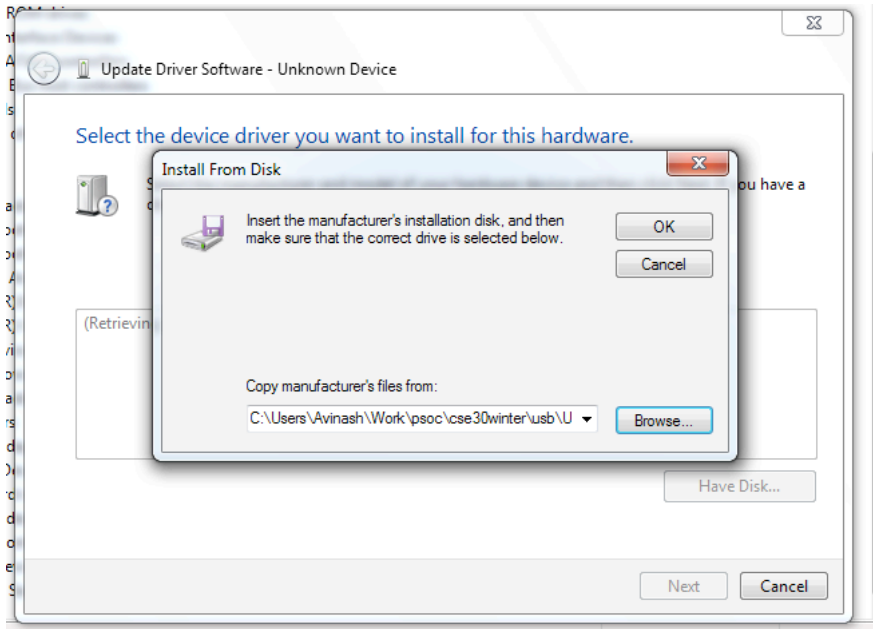 Update Driver Software - Unknown Device
Select the device driver you want to install for this hardware.
Install From Disk
you have a
Insert the manufacturer's installation disk, and then
make sure that the correct drive is selected below.
OK
Cancel
(Retrieving
Copy manufacturer's files from:
C:\Users\Avinash\Work\psoc\cse30winter\usb\U
Browse...
Have Disk...
Next
Cancel